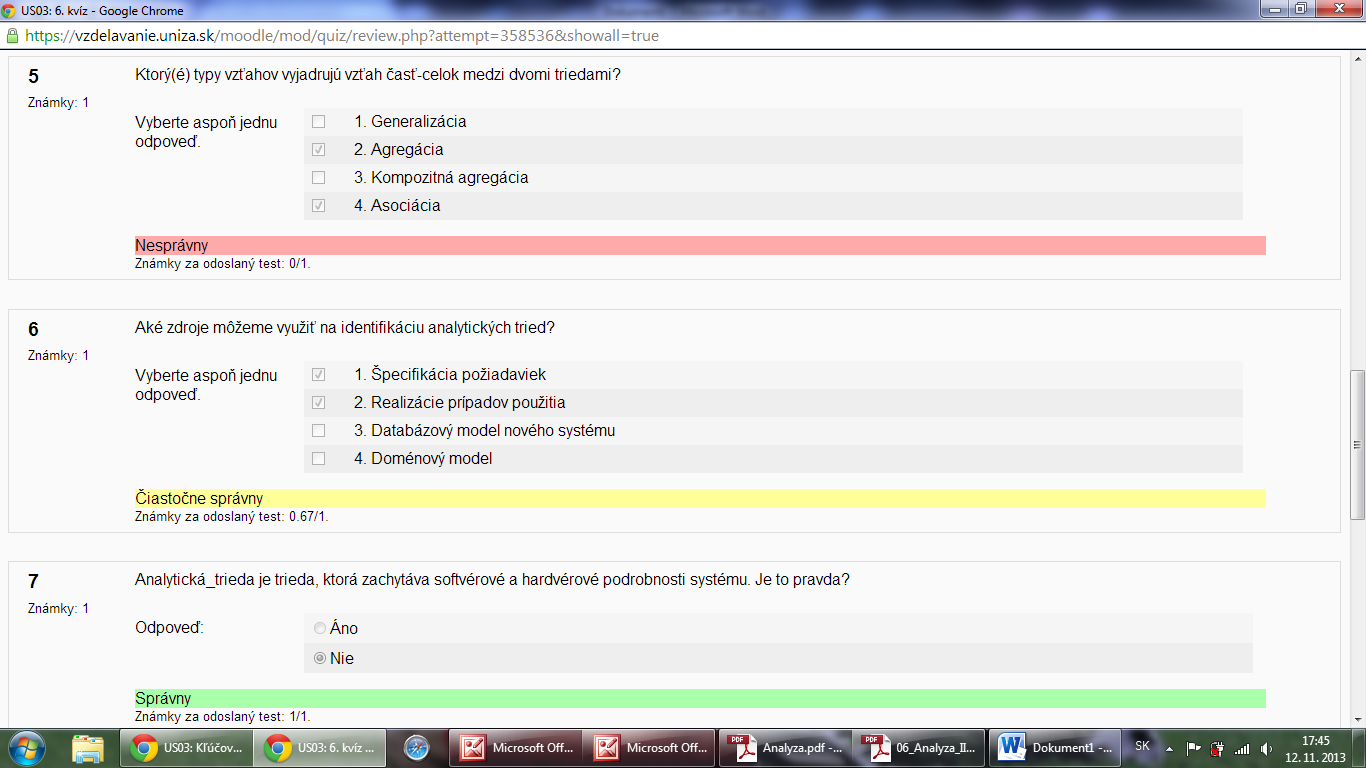 US03: 6. kvíz - Google Chrome
https://vzdelavanie.uniza.sk/moodle/mod/quiz/review.php?attempt=358536&showall=true
5
Známky: 1
Ktorý(é) typy vzťahov vyjadrujú vzťah časť-celok medzi dvomi triedami?
Vyberte aspoň jednu
odpoveď.
1. Generalizácia
2. Agregácia
3. Kompozitná agregácia
4. Asociácia
Nesprávny
Známky za odoslaný test: 0/1.
6
Známky: 1
Aké zdroje môžeme využiť na identifikáciu analytických tried?
Vyberte aspoň jednu
odpoveď.
1. Špecifikácia požiadaviek
2. Realizácie prípadov použitia
3. Databázový model nového systému
4. Doménový model
Čiastočne správny
Známky za odoslaný test: 0.67/1.
7
Známky: 1
Analytická_trieda je trieda, ktorá zachytáva softvérové a hardvérové podrobnosti systému. Je to pravda?
Odpoveď:
Áno
Nie
Správny
Známky za odoslaný test: 1/1.
US03: Kľúčov...
US03: 6. kvíz ...
Microsoft Off...
Microsoft Off...
Analyza.pdf -...
06_Analyza_II...
Dokument1 -...
SK
17:45
12. 11. 2013